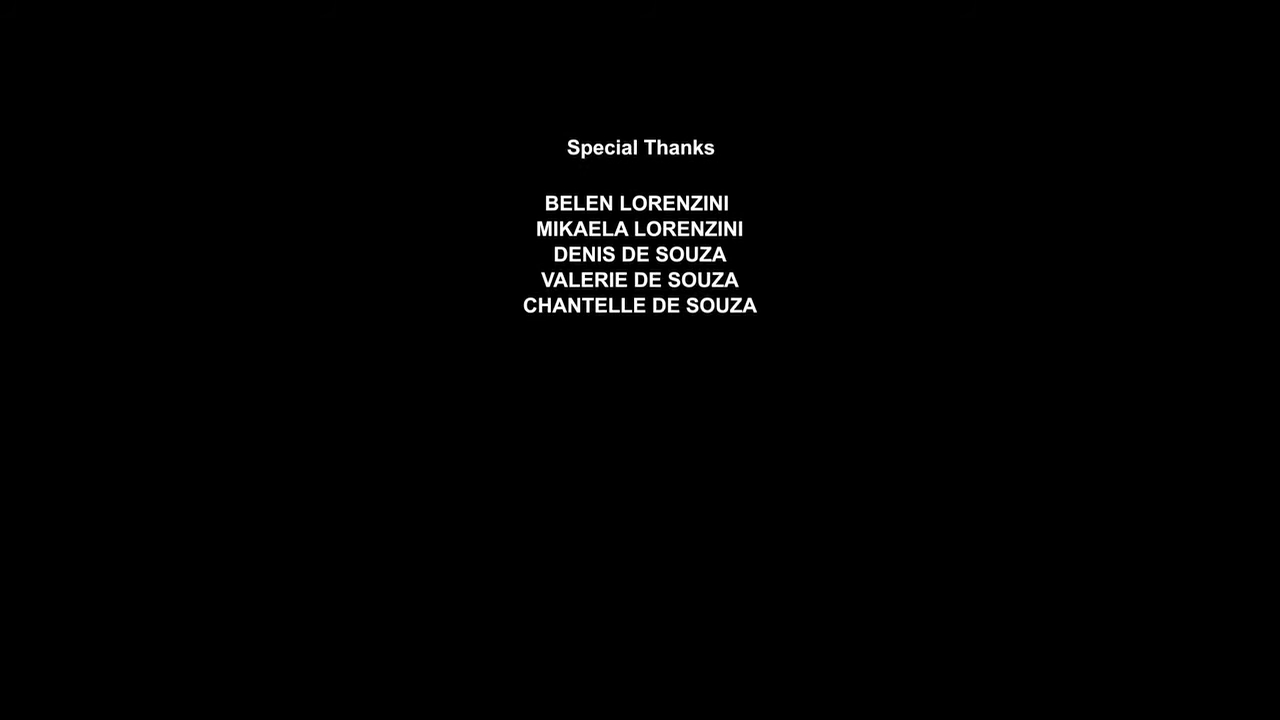 Special Thanks
BELEN LORENZINI
MIKAELA LORENZINI
DENIS DE SOUZA
VALERIE DE SOUZA
CHANTELLE DE SOUZA